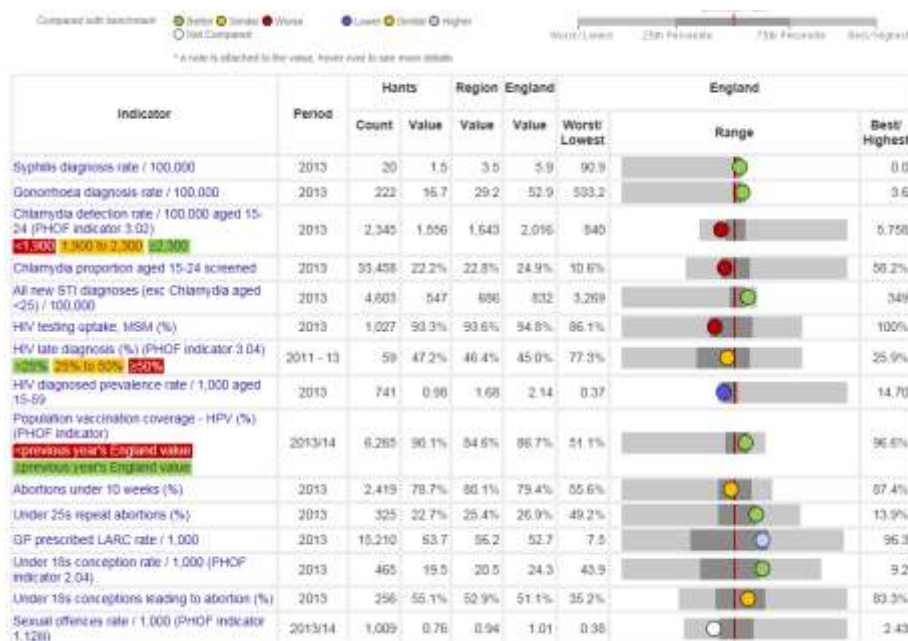 Compared with benchmark Better Similar Worse Lower Similar Higher
Not Compared
Worst/Lowest 25th Percentile 75th Percentile Best/Highest
* A note is attached to the value, hover over to see more details
Indicator Period Hants Region England England
Count Value Value Value Worst/ Lowest Range Best/ Highest
Syphilis diagnosis rate / 100,000 2013 20 1.5 3.5 5.9 90.9 0.0
Gonorrhoea diagnosis rate / 100,000 2013 222 16.7 29.2 52.9 533.2 3.6
Chlamydia detection rate / 100,000 aged 15-
24 (PHOF indicator 3.02) 2013 2,345 1,556 1,643 2,016 840 5,758
<1,900 1,900 to 2,300 ≥2,300
Chlamydia proportion aged 15-24 screened 2013 33,458 22.2% 22.8% 24.9% 10.6% 58.2%
All new STI diagnoses (exc Chlamydia aged
<25) / 100,000 2013 4,603 547 686 832 3,269 349
HIV testing uptake, MSM (%) 2013 1,027 93.3% 93.6% 94.8% 86.1% 100%
HIV late diagnosis (%) (PHOF indicator 3.04) 2011 - 13 59 47.2% 46.4% 45.0% 77.3% 25.9%
<25% 25% to 50% ≥50%
HIV diagnosed prevalence rate / 1,000 aged
15-59 2013 741 0.98 1.68 2.14 0.37 14.70
Population vaccination coverage - HPV (%)
(PHOF indicator) 2013/14 6,265 90.1% 84.6% 86.7% 51.1% 96.6%
<previous year's England value
≥previous year's England value
Abortions under 10 weeks (%) 2013 2,419 78.7% 80.1% 79.4% 55.6% 87.4%
Under 25s repeat abortions (%) 2013 325 22.7% 25.4% 26.9% 49.2% 13.9%
GP prescribed LARC rate / 1,000 2013 15,210 63.7 56.2 52.7 7.5 96.3
Under 18s conception rate / 1,000 (PHOF
indicator 2.04) 2013 465 19.5 20.5 24.3 43.9 9.2
Under 18s conceptions leading to abortion (%) 2013 256 55.1% 52.9% 51.1% 35.2% 83.3%
Sexual offences rate / 1,000 (PHOF indicator
1.12iii) 2013/14 1,009 0.76 0.94 1.01 0.38 2.43